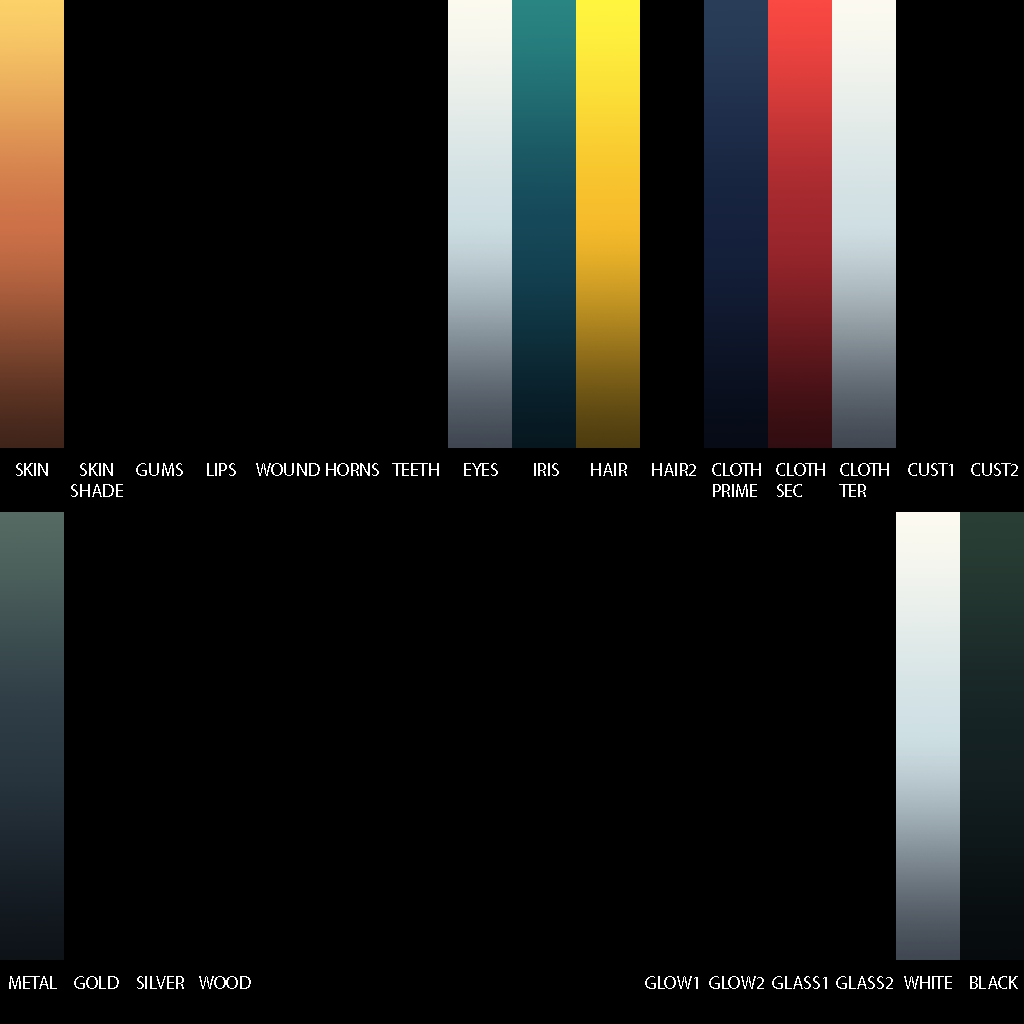 SKIN SKIN GUMS LIPS WOUND HORNS TEETH EYES IRIS HAIR HAIR2 CLOTH CLOTH CLOTH CUST1 CUST2
SHADE PRIME SEC TER
METAL GOLD SILVER WOOD GLOW1 GLOW2 GLASS1 GLASS2 WHITE BLACK